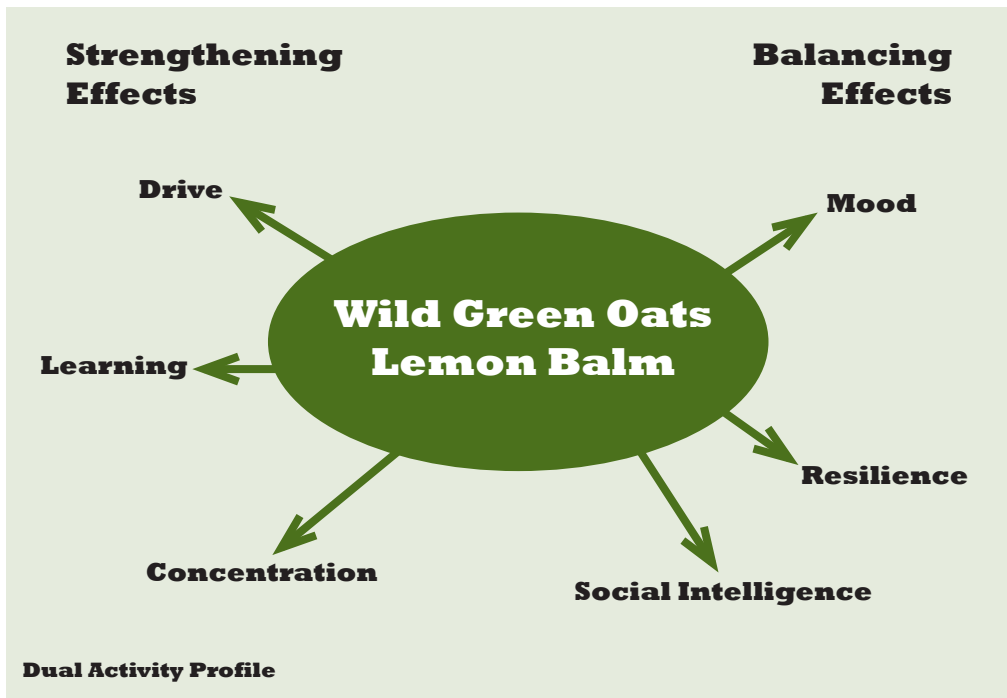 Strengthening
Effects
Balancing
Effects
Drive
Mood
Wild Green Oats
Lemon Balm
Learning
Resilience
Concentration
Social Intelligence
Dual Activity Profile